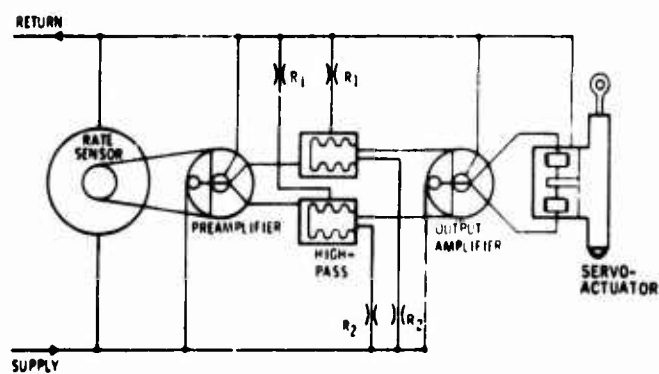 RETURN
R1
R1
RATE
SENSOR
PREAMPLIFIER
HIGH-
PASS
OUTPUT
AMPLIFIER
SERVO-
ACTUATOR
R2
R2
SUPPLY